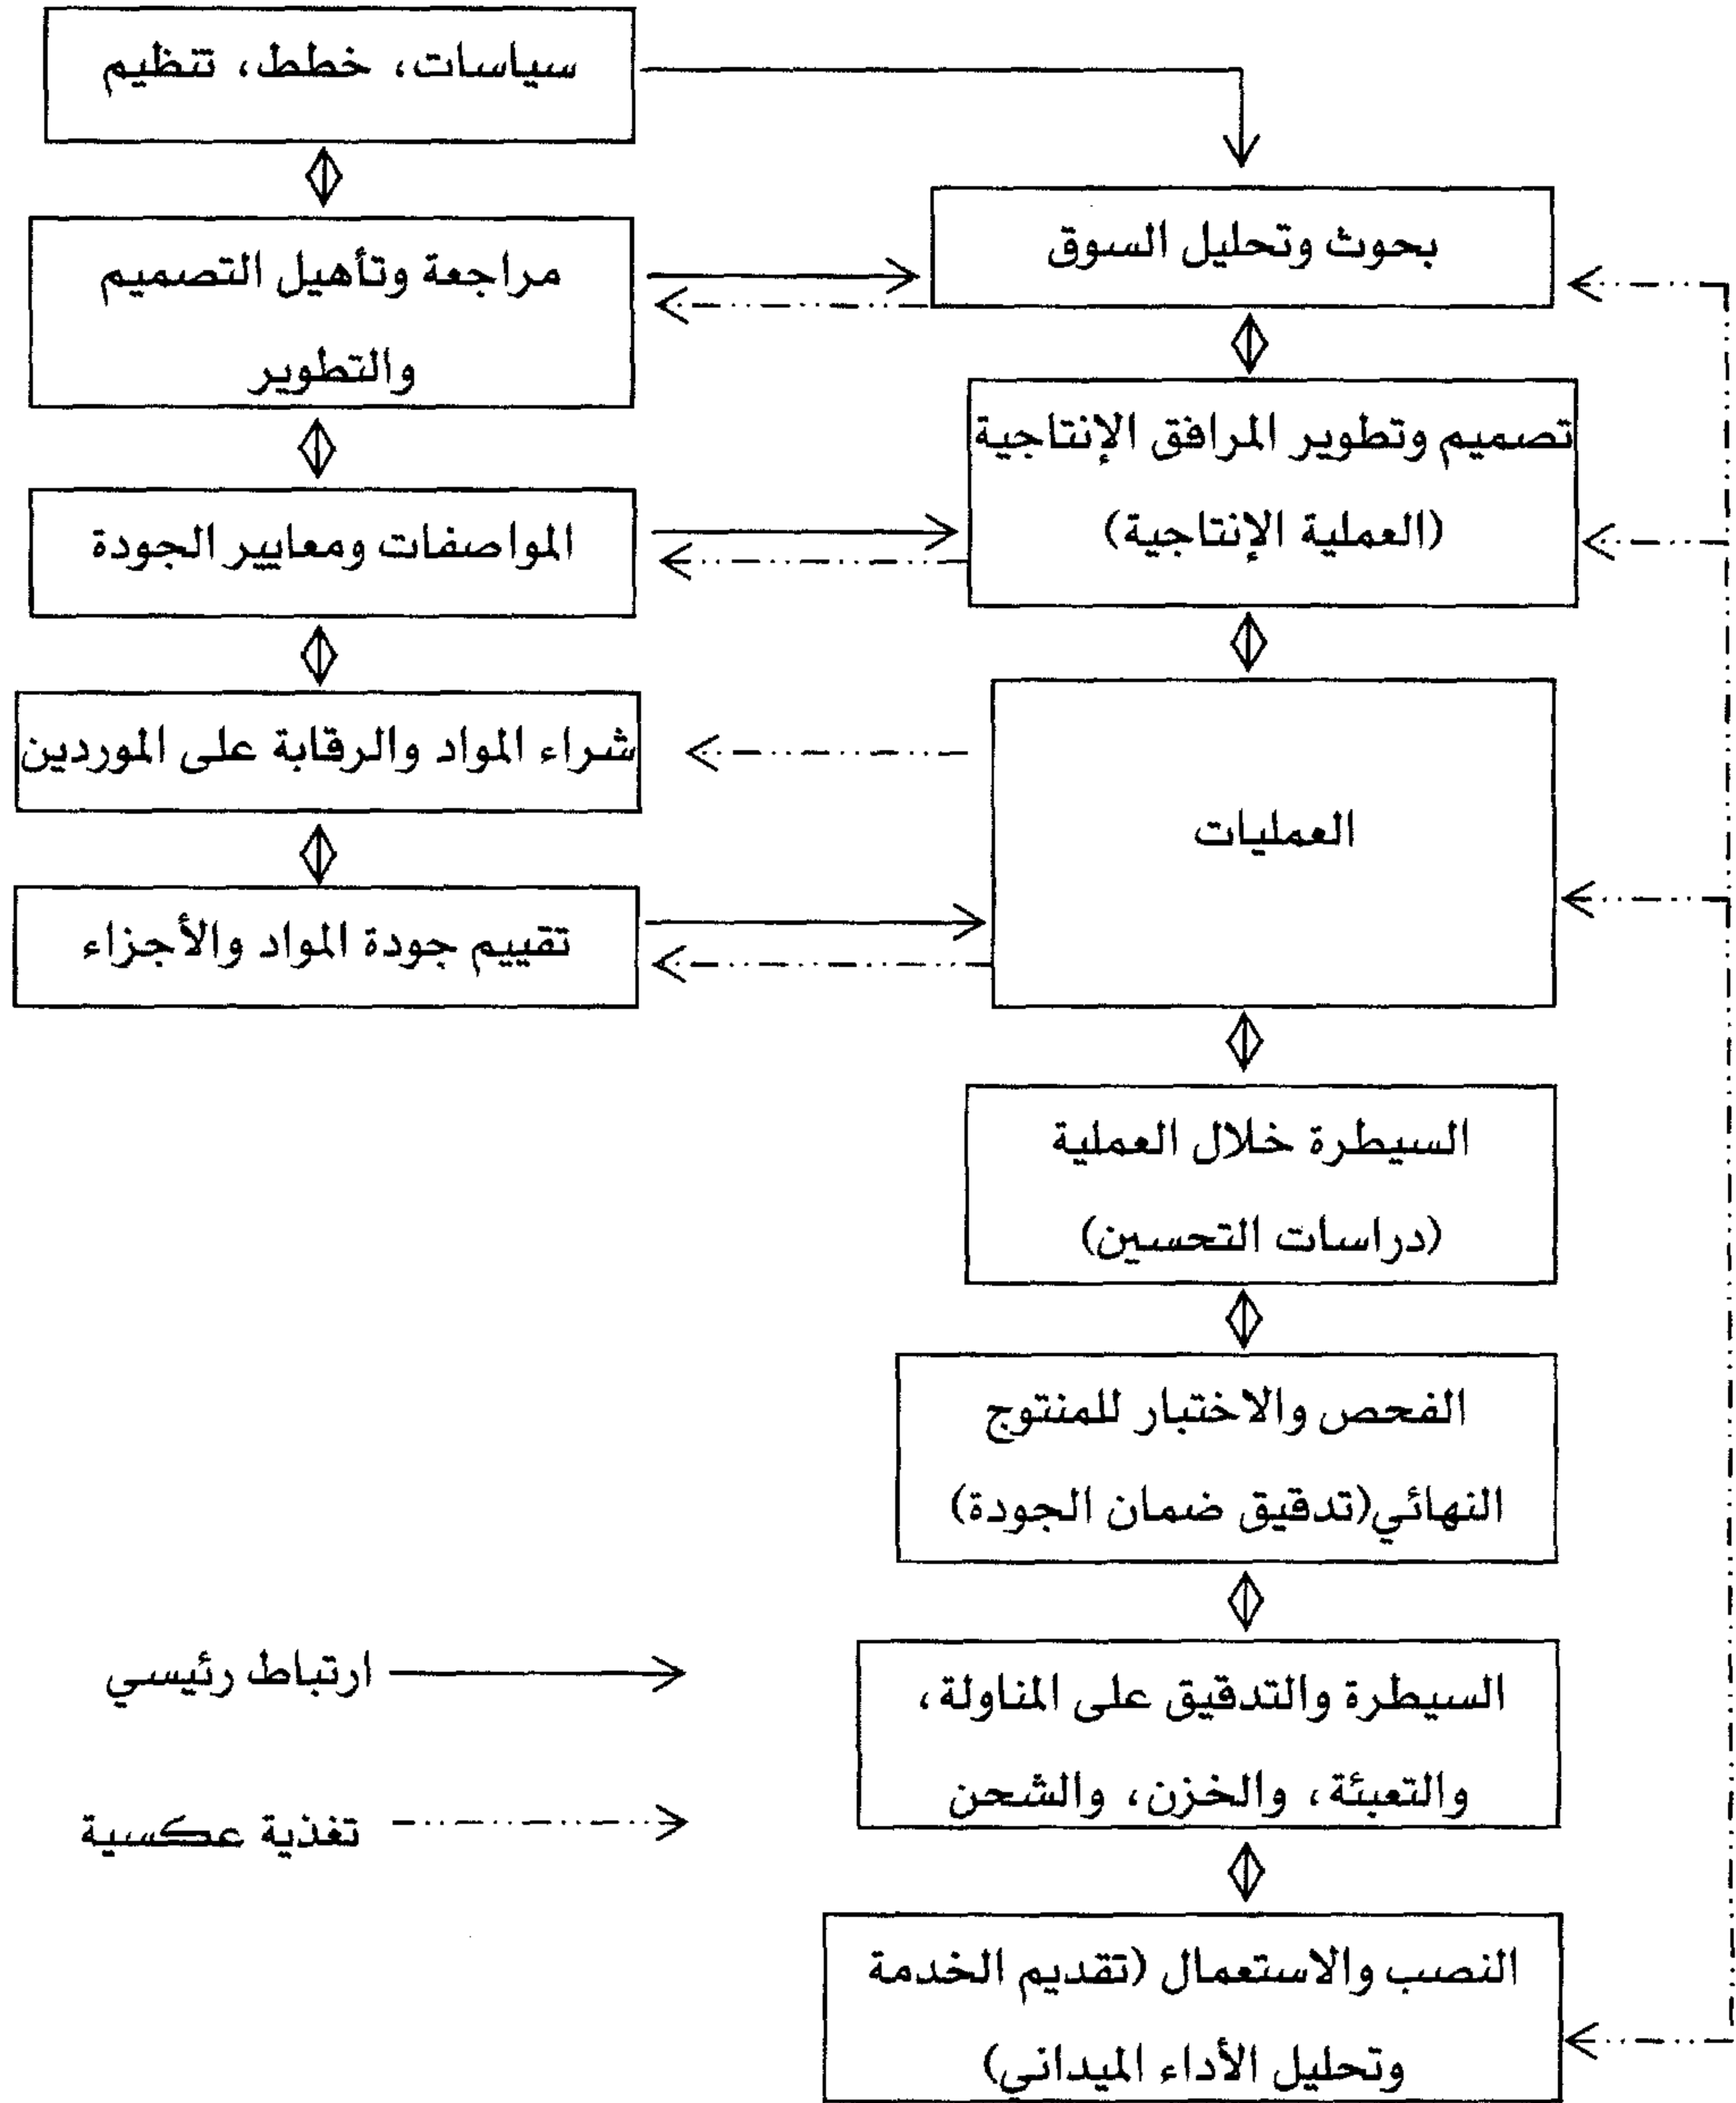 سياسات، خطط، تنظيم
بحوث وتحليل السوق
مراجعة وتأهيل التصميم
والتطوير
تصميم وتطوير المرافق الإنتاجية
(العملية الإنتاجية)
المواصفات ومعايير الجودة
شراء المواد والرقابة على الموردين
العمليات
تقييم جودة المواد والأجزاء
السيطرة خلال العملية
(دراسات التحسين)
الفحص والاختبار للمنتوج
النهائي(تدقيق ضمان الجودة)
السيطرة والتدقيق على المناولة،
والتعبئة، والخزن، والشحن
ارتباط رئيسي
تغذية عكسية
النصب والاستعمال (تقديم الخدمة
وتحليل الأداء الميداني)